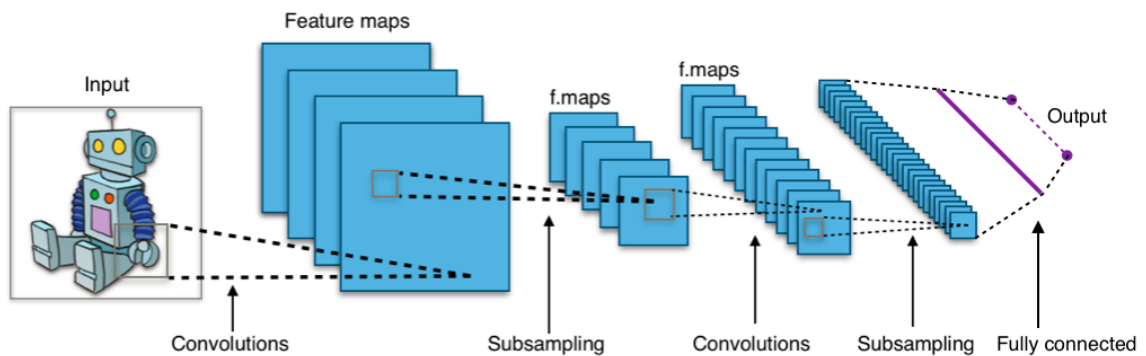 Feature maps
Input
f.maps
f.maps
Output
Convolutions
Subsampling
Convolutions
Subsampling
Fully connected